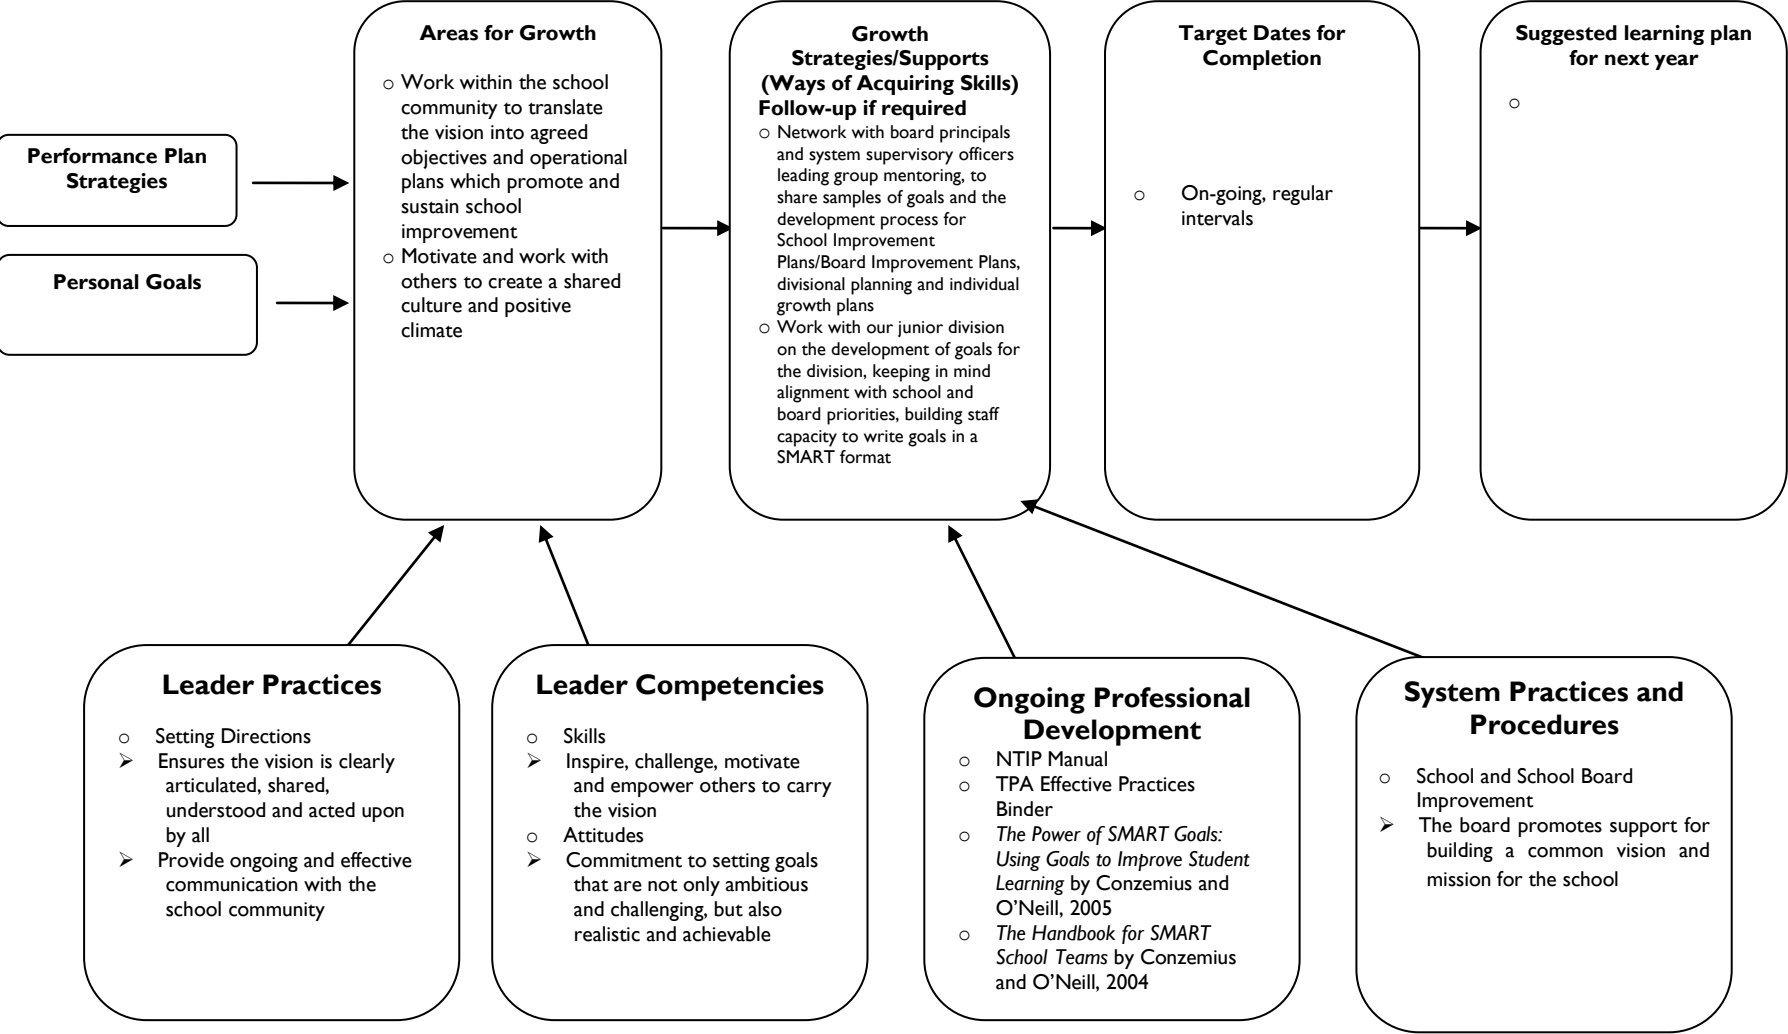 Performance Plan
Strategies
Personal Goals
Areas for Growth
○ Work within the school
community to translate
the vision into agreed
objectives and operational
plans which promote and
sustain school
improvement
○ Motivate and work with
others to create a shared
culture and positive
climate
Growth
Strategies/Supports
(Ways of Acquiring Skills)
Follow-up if required
○ Network with board principals
and system supervisory officers
leading group mentoring, to
share samples of goals and the
development process for
School Improvement
Plans/Board Improvement Plans,
divisional planning and individual
growth plans
○ Work with our junior division
on the development of goals for
the division, keeping in mind
alignment with school and
board priorities, building staff
capacity to write goals in a
SMART format
Target Dates for
Completion
○ On-going, regular
intervals
Suggested learning plan
for next year
○
Leader Practices
○ Setting Directions
➢ Ensures the vision is clearly
articulated, shared,
understood and acted upon
by all
➢ Provide ongoing and effective
communication with the
school community
Leader Competencies
○ Skills
➢ Inspire, challenge, motivate
and empower others to carry
the vision
○ Attitudes
➢ Commitment to setting goals
that are not only ambitious
and challenging, but also
realistic and achievable
Ongoing Professional
Development
○ NTIP Manual
○ TPA Effective Practices
Binder
○ The Power of SMART Goals:
Using Goals to Improve Student
Learning by Conzemius and
O’Neill, 2005
○ The Handbook for SMART
School Teams by Conzemius
and O’Neill, 2004
System Practices and
Procedures
○ School and School Board
Improvement
➢ The board promotes support for
building a common vision and
mission for the school